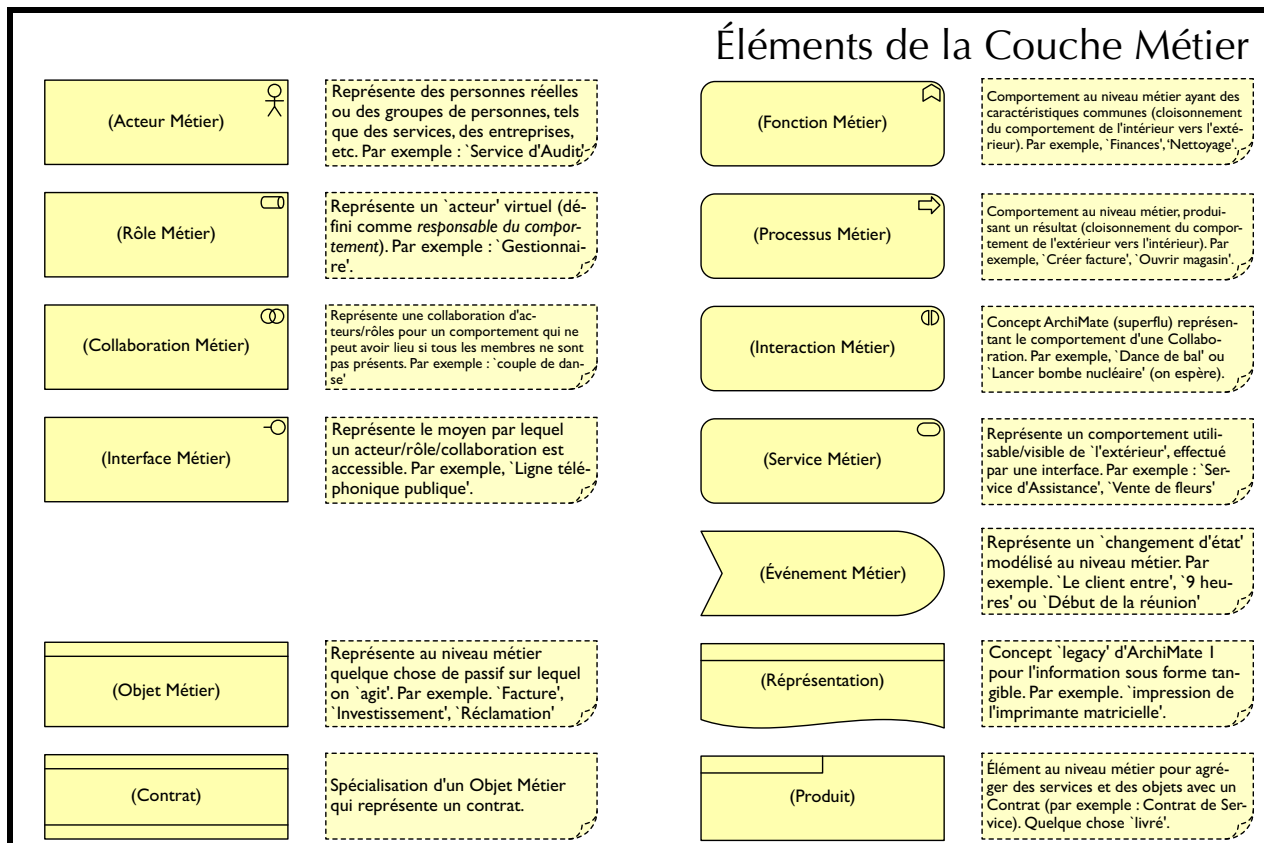 Éléments de la Couche Métier
(Acteur Métier)
Représente des personnes réelles
ou des groupes de personnes, tels
que des services, des entreprises,
etc. Par exemple : `Service d'Audit'
(Fonction Métier)
Comportement au niveau métier ayant des
caractéristiques communes (cloisonnement
du comportement de l'intérieur vers l'exté-
rieur). Par exemple, `Finances', 'Nettoyage'.
(Rôle Métier)
Représente un `acteur' virtuel (dé-
fini comme responsable du compor-
tement). Par exemple : `Gestionnai-
re'.
(Processus Métier)
Comportement au niveau métier, produi-
sant un résultat (cloisonnement du compor-
tement de l'extérieur vers l'intérieur). Par
exemple, `Créer facture', `Ouvrir magasin'.
(Collaboration Métier)
Représente une collaboration d'ac-
teurs/rôles pour un comportement qui ne
peut avoir lieu si tous les membres ne sont
pas présents. Par exemple : `couple de dan-
se'
(Interaction Métier)
Concept ArchiMate (superflu) représen-
tant le comportement d'une Collabo-
ration. Par exemple, `Dance de bal' ou
`Lancer bombe nucléaire' (on espère).
(Interface Métier)
Représente le moyen par lequel
un acteur/rôle/collaboration est
accessible. Par exemple, `Ligne télé-
phonique publique'.
(Service Métier)
Représente un comportement utili-
sable/visible de `l'extérieur', effectué
par une interface. Par exemple : `Ser-
vice d'Assistance', `Vente de fleurs'
(Événement Métier)
Représente un `changement d'état'
modélisé au niveau métier. Par
exemple. `Le client entre', `9 heu-
res' ou `Début de la réunion'
(Objet Métier)
Représente au niveau métier
quelque chose de passif sur lequel
on `agit'. Par exemple. `Facture',
`Investissement', `Réclamation'
(Réprésentation)
Concept `legacy' d'ArchiMate 1
pour l'information sous forme tan-
gible. Par exemple. `impression de
l'imprimante matricielle'.
(Contrat)
Spécialisation d'un Objet Métier
qui représente un contrat.
(Produit)
Élément au niveau métier pour agré-
ger des services et des objets avec un
Contrat (par exemple : Contrat de Ser-
vice). Quelque chose `livré'.